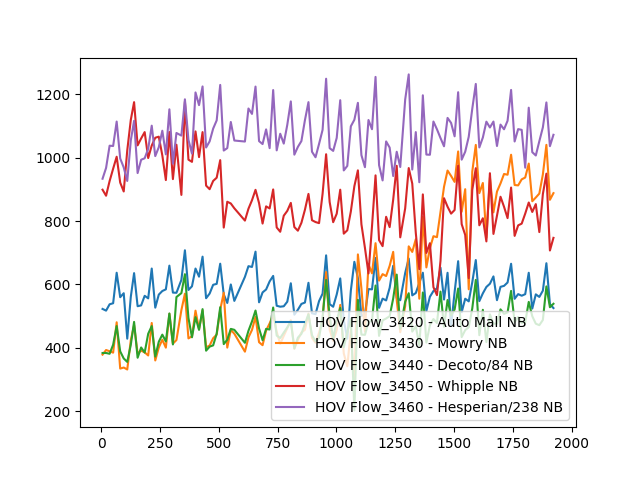 1200
1000
800
600
400
200
HOV Flow_3420 - Auto Mall NB
HOV Flow_3430 - Mowry NB
HOV Flow_3440 - Decoto/84 NB
HOV Flow_3450 - Whipple NB
HOV Flow_3460 - Hesperian/238 NB
0 250 500 750 1000 1250 1500 1750 2000